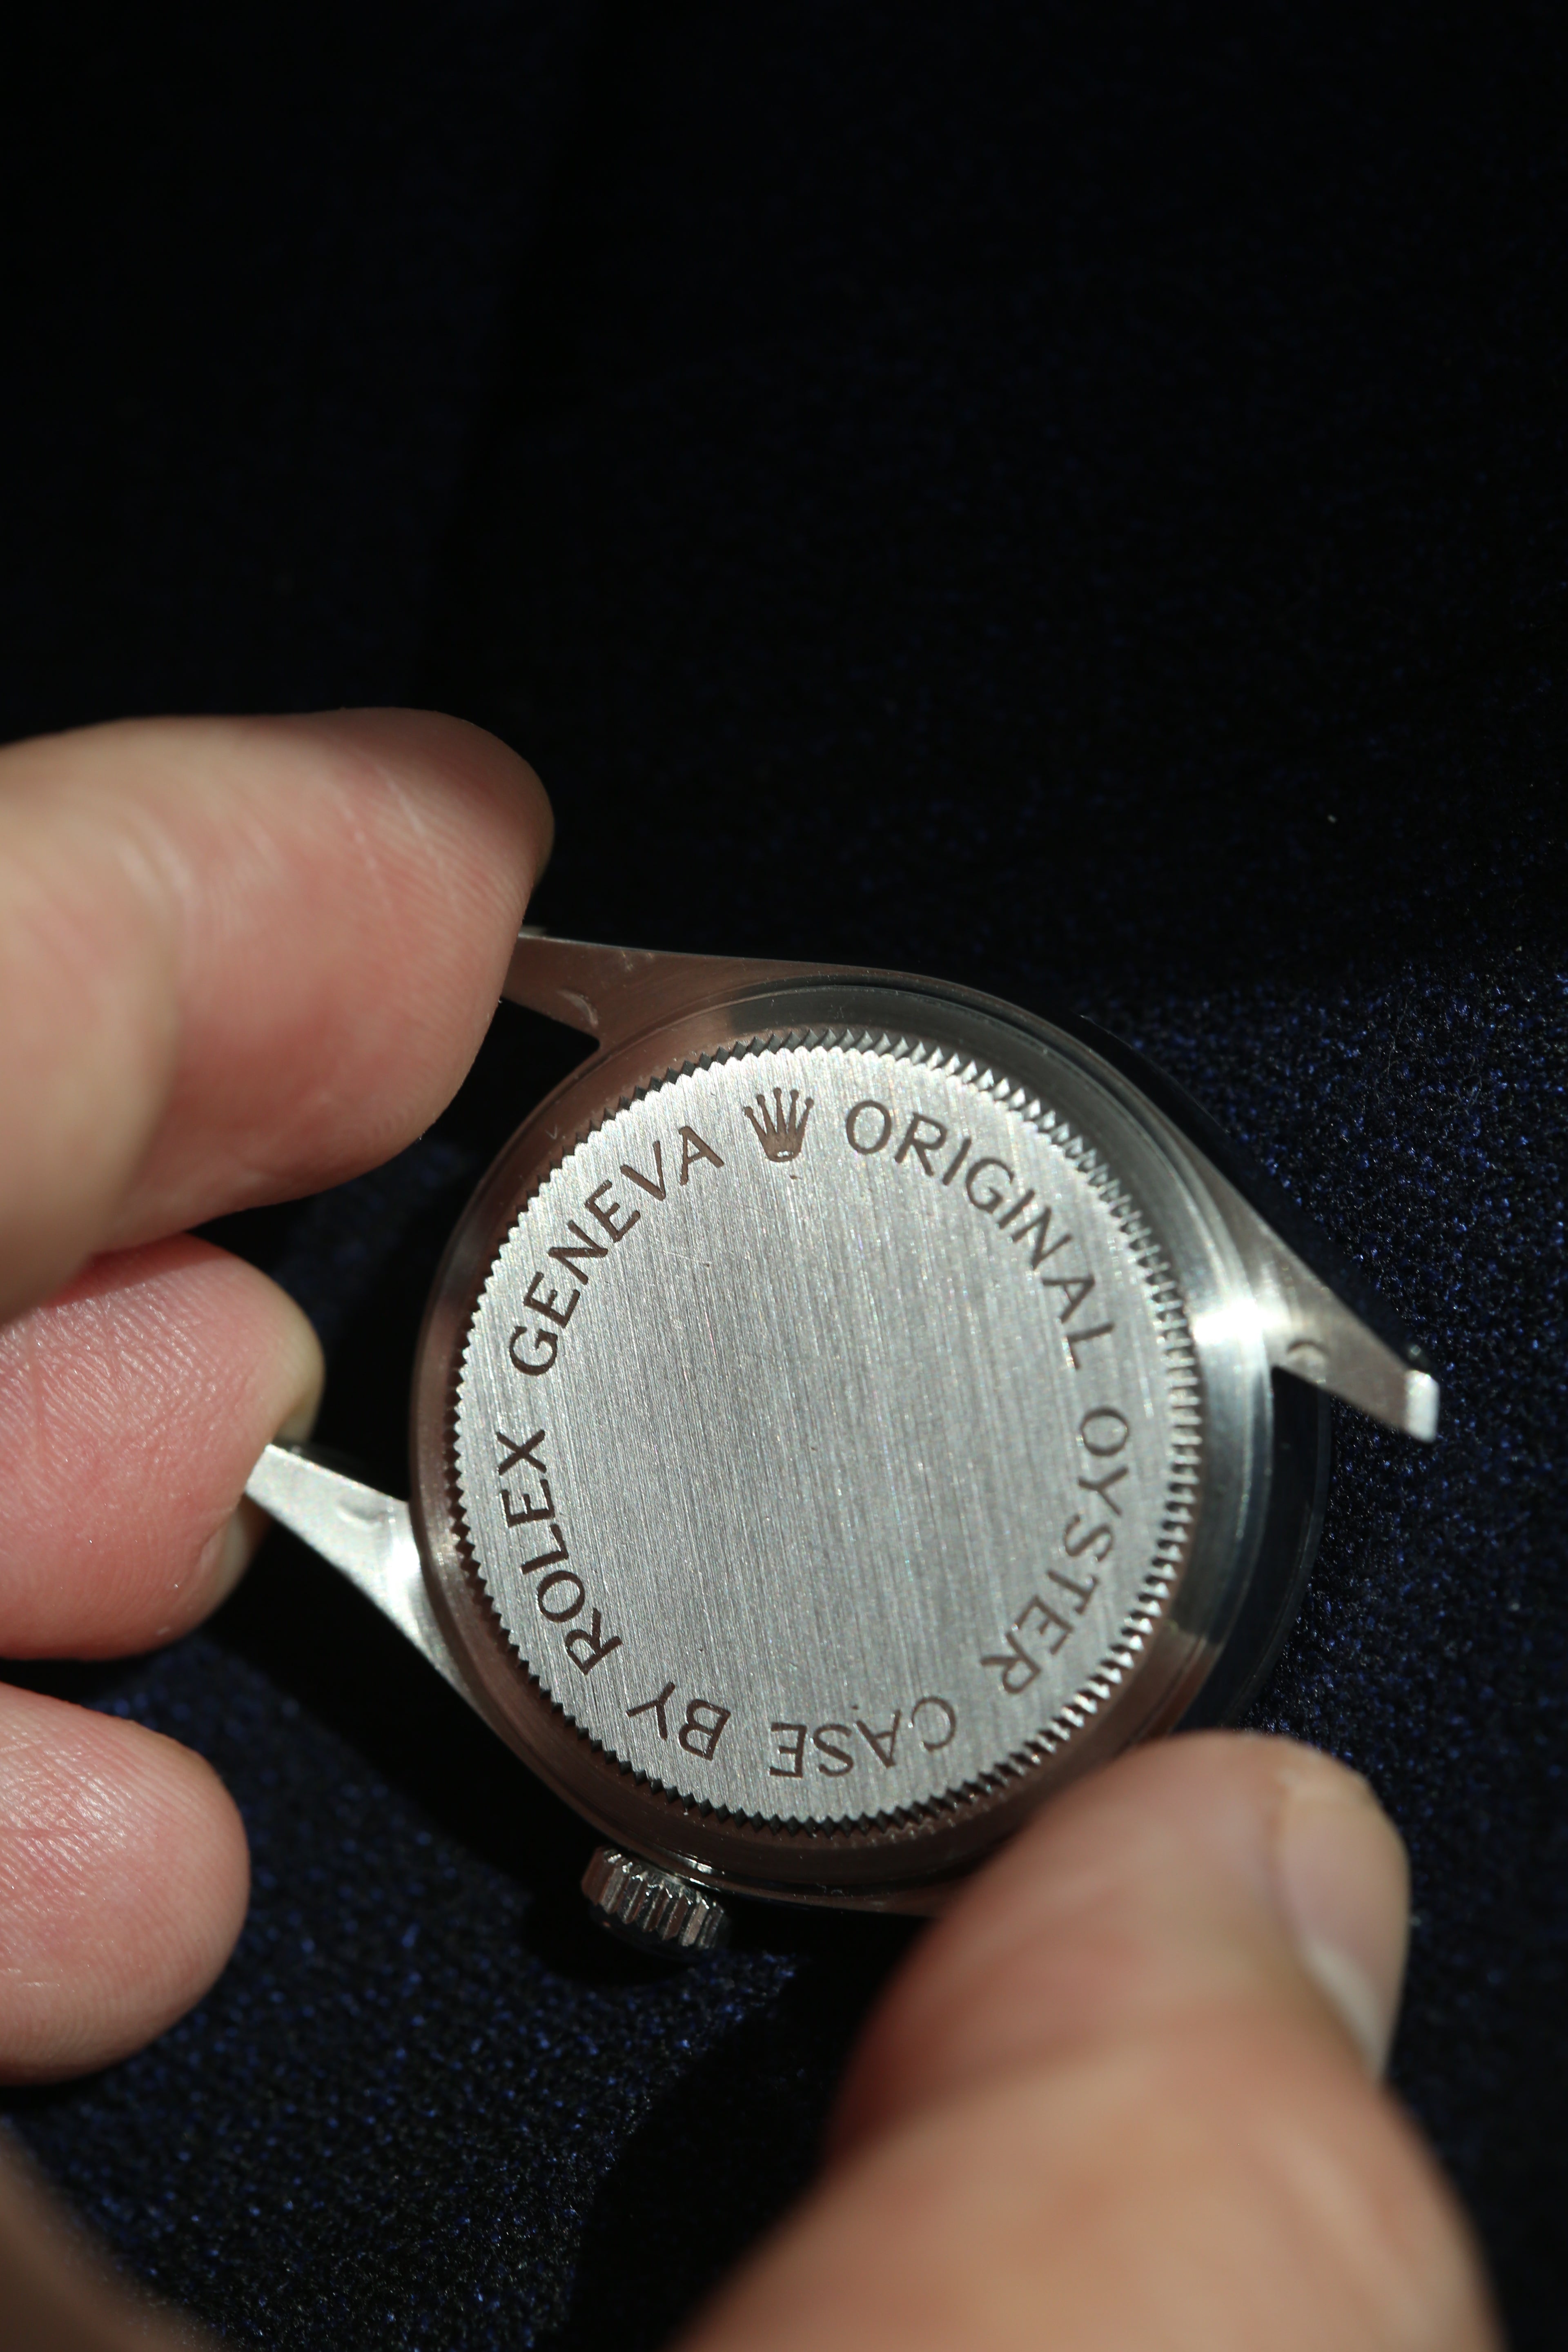 ORIGINAL OYSTER CASE BY ROLEX GENEVA